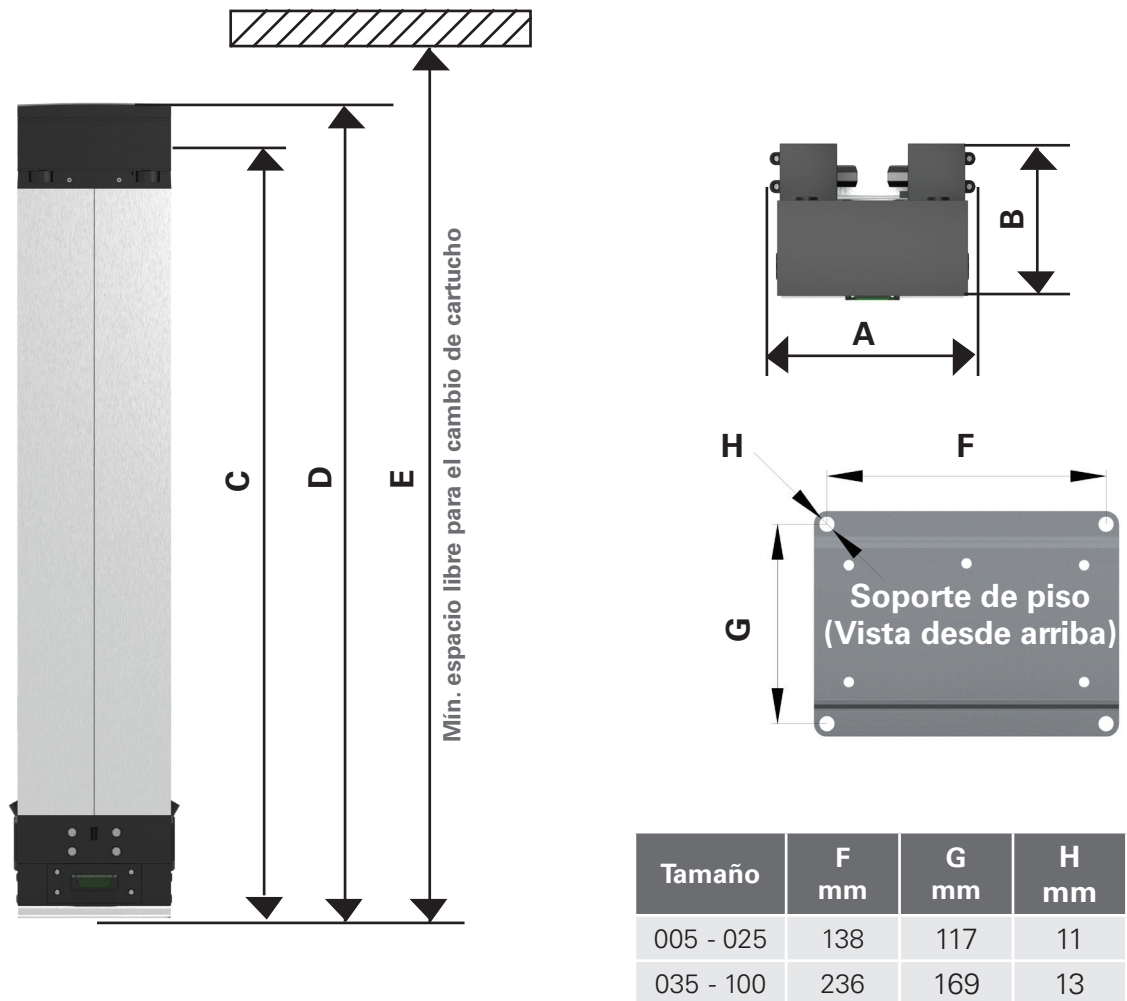 C
D
E
Mín. espacio libre para el cambio de cartucho
B
A
H
F
G
Soporte de piso
(Vista desde arriba)
Tamaño F mm G mm H mm
005 - 025 138 117 11
035 - 100 236 169 13